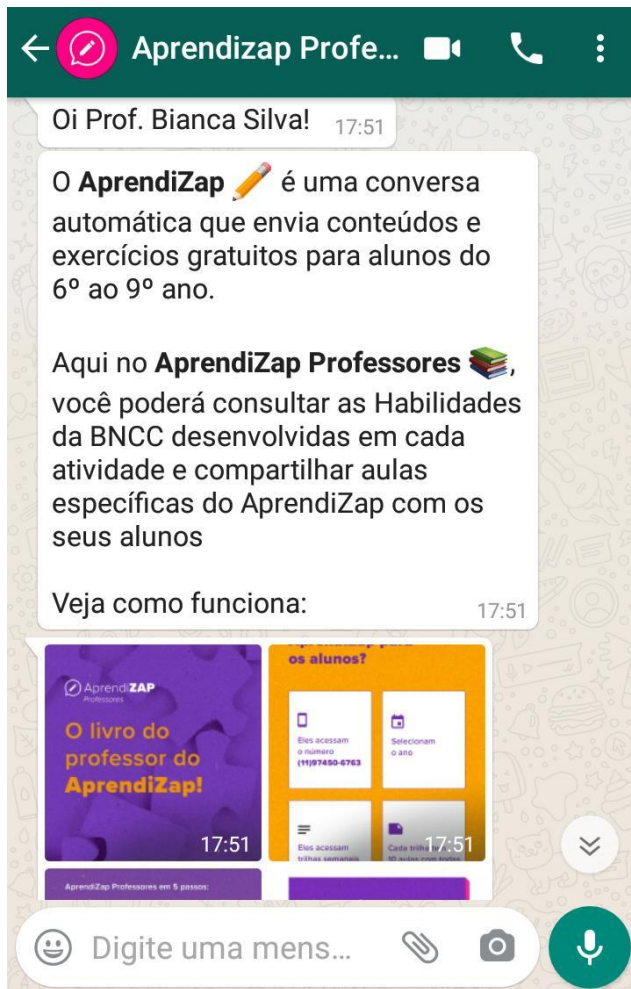 Aprendizap Profe...
Oi Prof. Bianca Silva! 17:51
O AprendiZap é uma conversa
automática que envia conteúdos e
exercícios gratuitos para alunos do
6º ao 9º ano.
Aqui no AprendiZap Professores,
você poderá consultar as Habilidades
da BNCC desenvolvidas em cada
atividade e compartilhar aulas
específicas do AprendiZap com os
seus alunos
Veja como funciona: 17:51
AprendiZAP
Professores
O livro do
professor do
AprendiZap!
17:51
os alunos?
Eles acessam
o número
(11)97450-6763
Selecionam
o ano
Eles acessam
trilhas semanais
Cada trilha
10 aulas com todas
17:51
AprendiZap Professores em 5 passos:
Digite uma mens...